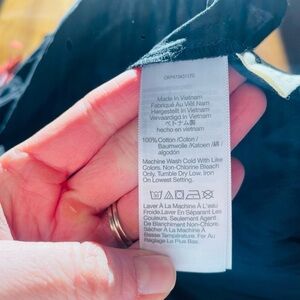 Made in Vietnam
Fabriqué Au Viêt Nam
Hergestellt in Vietnam
Vervaardigd in Vietnam
ベトナム製
hecho en vietnam
100% Cotton /Coton /
Baumwolle /Katoen /綿 /
algodón
Machine Wash Cold With Like
Colors. Non-Chlorine Bleach
Only, Tumble Dry Low. Iron
On Lowest Setting.
Laver À La Machine À L'eau
Froide.Laver En Séparant Les
Couleurs. Seulement Agent
De Blanchiment Non-Chloré.
Sécher À La Machine À
Basse Température. Fer Au
Réglage Le Plus Bas.